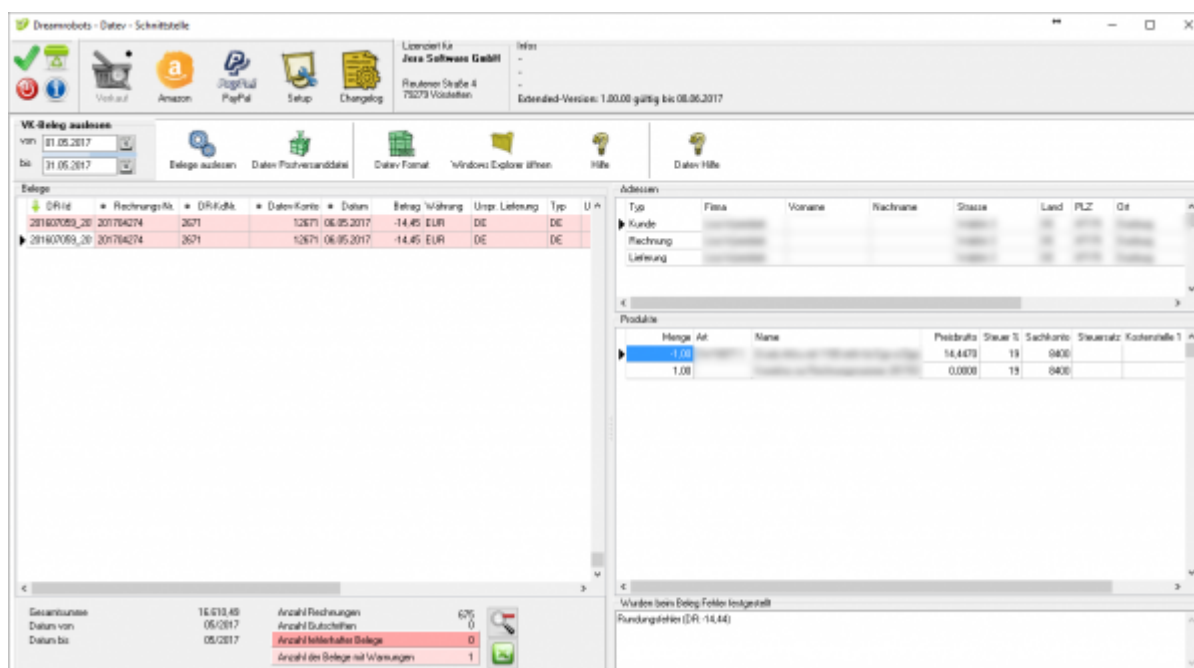 Dreamrobots - Datev - Schnittstelle
Verkauf
Amazon
PayPal
PayPal
Setup
Changelog
Lizenziert für
Jera Software GmbH
Reutener Straße 4
79279 Vörstetten
Infos
-
-
-
Extended-Version: 1.00.00 gültig bis 08.06.2017
VK-Beleg auslesen
von 01.05.2017
bis 31.05.2017
Belege auslesen
Datev Postversanddatei
Datev Format
Windows Explorer öffnen
Hilfe
Datev Hilfe
Belege
DR-Id Rechnungs-Nr. DR-KdNr. Datev-Konto Datum Betrag Währung Urspr. Lieferung Typ U
201607059_20 201704274 2671 12671 06.05.2017 -14,45 EUR DE DE
201607059_20 201704274 2671 12671 06.05.2017 -14,45 EUR DE DE
Adressen
Typ Firma Vorname Nachname Strasse Land PLZ Ort
Kunde
Rechnung
Lieferung
Produkte
Menge Art Name Preisbrutto Steuer % Sachkonto Steuersatz Kostenstelle 1
-1,00 14,4470 19 8400
1,00 0,0000 19 8400
Gesamtsumme 16.610,49
Datum von 05/2017
Datum bis 05/2017
Anzahl Rechnungen 675
Anzahl Gutschriften 0
Anzahl fehlerhafter Belege 0
Anzahl der Belege mit Warnungen 1
Wurden beim Beleg Fehler festgestellt
Rundungsfehler (DR: -14,44)